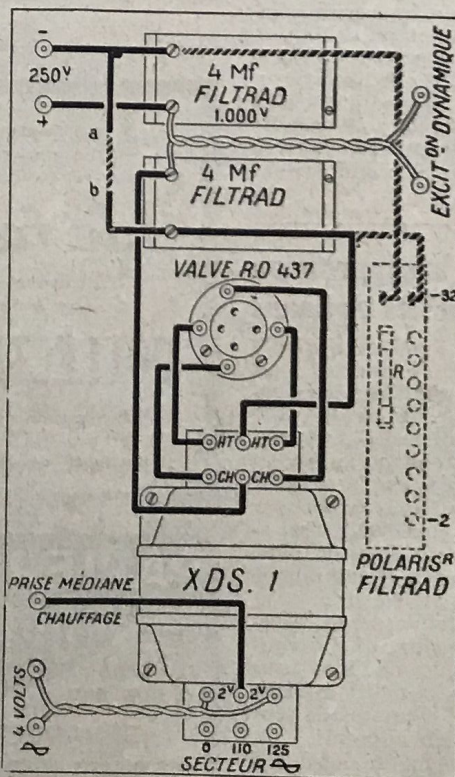 -
250V
+
4 Mf
FILTRAD
1.000V
EXCITON DYNAMIQUE
a
b
4 Mf
FILTRAD
VALVE R.O 437
-32
R
HT HT
CH CH
-2
POLARISR
FILTRAD
XDS. 1
PRISE MÉDIANE
CHAUFFAGE
4 VOLTS
2V 2V
0 110 125
SECTEUR